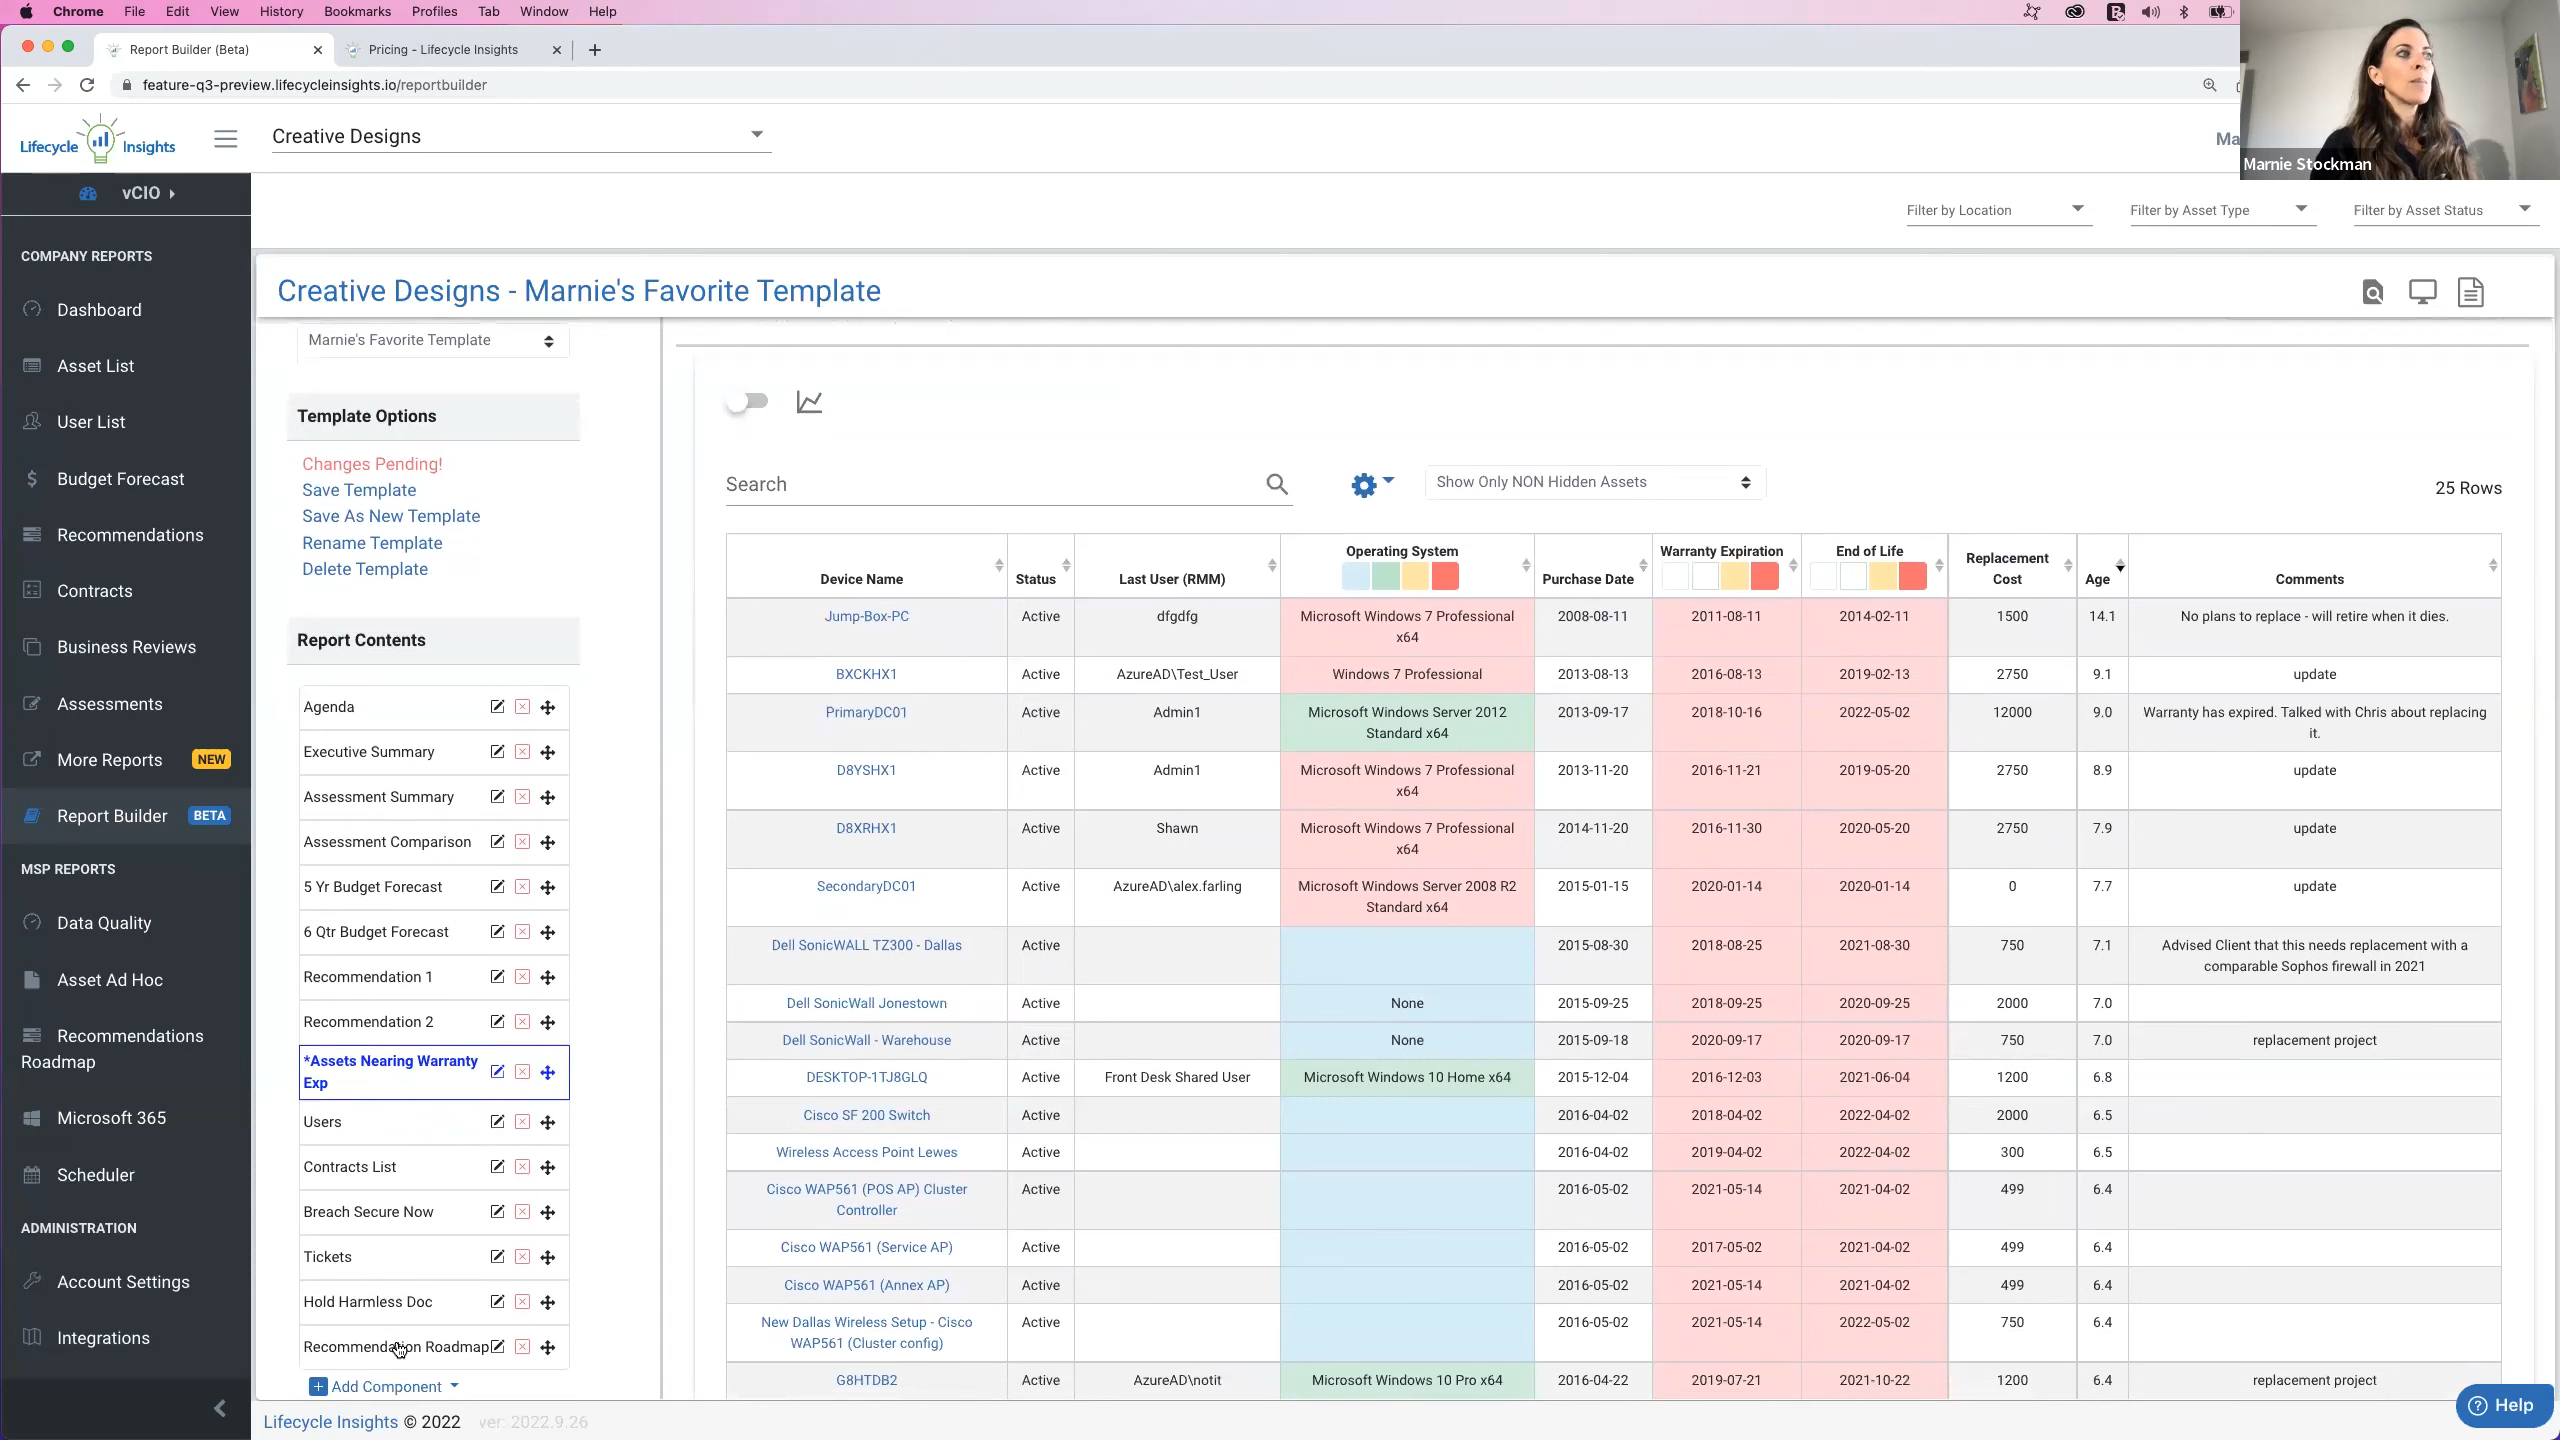 Chrome File Edit View History Bookmarks Profiles Tab Window Help
Report Builder (Beta)
Pricing - Lifecycle Insights
feature-q3-preview.lifecycleinsights.io/reportbuilder
Lifecycle Insights
Creative Designs
Ma
Marnie Stockman
vCIO
Filter by Location
Filter by Asset Type
Filter by Asset Status
COMPANY REPORTS
Dashboard
Asset List
User List
Budget Forecast
Recommendations
Contracts
Business Reviews
Assessments
More Reports NEW
Report Builder BETA
MSP REPORTS
Data Quality
Asset Ad Hoc
Recommendations
Roadmap
Microsoft 365
Scheduler
ADMINISTRATION
Account Settings
Integrations
Creative Designs - Marnie's Favorite Template
Marnie's Favorite Template
Template Options
Changes Pending!
Save Template
Save As New Template
Rename Template
Delete Template
Report Contents
Agenda
Executive Summary
Assessment Summary
Assessment Comparison
5 Yr Budget Forecast
6 Qtr Budget Forecast
Recommendation 1
Recommendation 2
*Assets Nearing Warranty
Exp
Users
Contracts List
Breach Secure Now
Tickets
Hold Harmless Doc
Recommendation Roadmap
Add Component
Search
Show Only NON Hidden Assets
25 Rows
Device Name Status Last User (RMM) Operating System Purchase Date Warranty Expiration End of Life Replacement Cost Age Comments
Jump-Box-PC Active dfgdfg Microsoft Windows 7 Professional x64 2008-08-11 2011-08-11 2014-02-11 1500 14.1 No plans to replace - will retire when it dies.
BXCKHX1 Active AzureAD\Test_User Windows 7 Professional 2013-08-13 2016-08-13 2019-02-13 2750 9.1 update
PrimaryDC01 Active Admin1 Microsoft Windows Server 2012 Standard x64 2013-09-17 2018-10-16 2022-05-02 12000 9.0 Warranty has expired. Talked with Chris about replacing it.
D8YSHX1 Active Admin1 Microsoft Windows 7 Professional x64 2013-11-20 2016-11-21 2019-05-20 2750 8.9 update
D8XRHX1 Active Shawn Microsoft Windows 7 Professional x64 2014-11-20 2016-11-30 2020-05-20 2750 7.9 update
SecondaryDC01 Active AzureAD\alex.farling Microsoft Windows Server 2008 R2 Standard x64 2015-01-15 2020-01-14 2020-01-14 0 7.7 update
Dell SonicWALL TZ300 - Dallas Active 2015-08-30 2018-08-25 2021-08-30 750 7.1 Advised Client that this needs replacement with a comparable Sophos firewall in 2021
Dell SonicWall Jonestown Active None 2015-09-25 2018-09-25 2020-09-25 2000 7.0
Dell SonicWall - Warehouse Active None 2015-09-18 2020-09-17 2020-09-17 750 7.0 replacement project
DESKTOP-1TJ8GLQ Active Front Desk Shared User Microsoft Windows 10 Home x64 2015-12-04 2016-12-03 2021-06-04 1200 6.8
Cisco SF 200 Switch Active 2016-04-02 2018-04-02 2022-04-02 2000 6.5
Wireless Access Point Lewes Active 2016-04-02 2019-04-02 2022-04-02 300 6.5
Cisco WAP561 (POS AP) Cluster Controller Active 2016-05-02 2021-05-14 2021-04-02 499 6.4
Cisco WAP561 (Service AP) Active 2016-05-02 2017-05-02 2021-04-02 499 6.4
Cisco WAP561 (Annex AP) Active 2016-05-02 2021-05-14 2021-04-02 499 6.4
New Dallas Wireless Setup - Cisco WAP561 (Cluster config) Active 2016-05-02 2021-05-14 2022-05-02 750 6.4
G8HTDB2 Active AzureAD\notit Microsoft Windows 10 Pro x64 2016-04-22 2019-07-21 2021-10-22 1200 6.4 replacement project
Lifecycle Insights © 2022 ver: 2022.9.26
Help